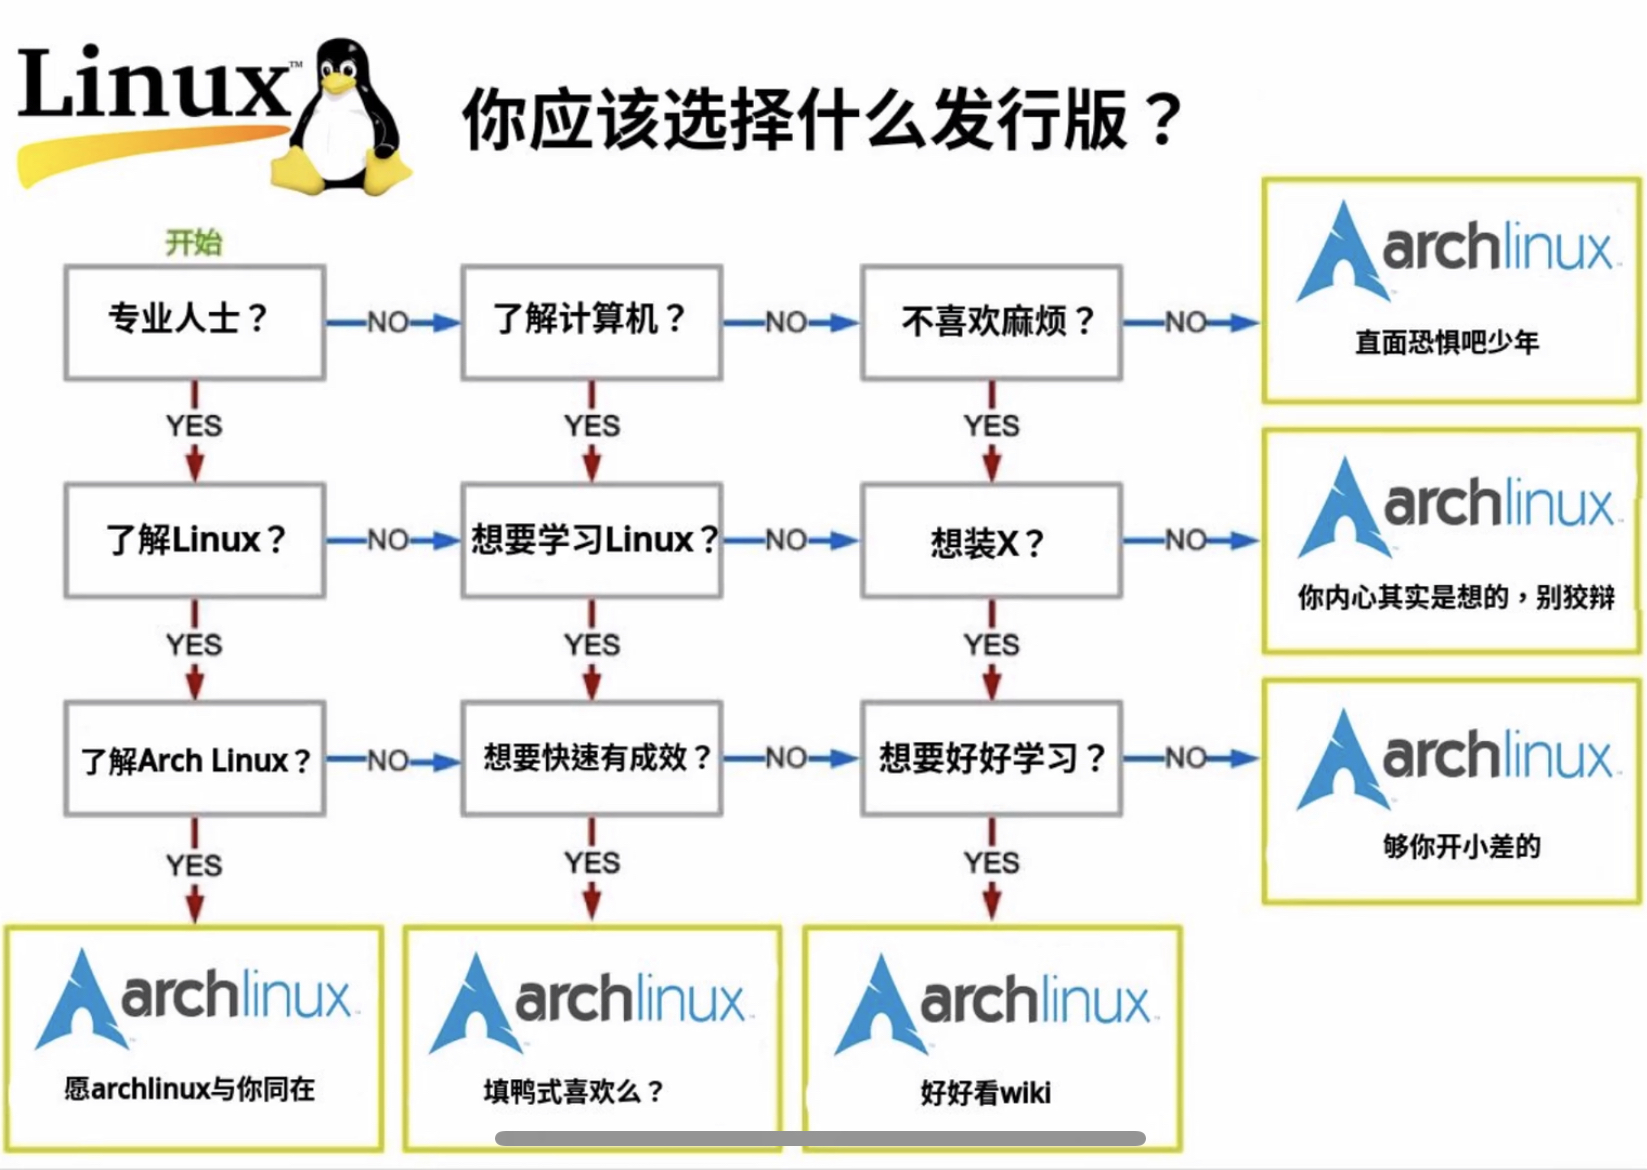 Linux™
你应该选择什么发行版？
开始
专业人士？
NO
了解计算机？
NO
不喜欢麻烦？
NO
archlinux
直面恐惧吧少年
YES
YES
YES
了解Linux？
NO
想要学习Linux？
NO
想装X？
NO
archlinux
你内心其实是想的，别狡辩
YES
YES
YES
了解Arch Linux？
NO
想要快速有成效？
NO
想要好好学习？
NO
archlinux
够你开小差的
YES
YES
YES
archlinux
愿archlinux与你同在
archlinux
填鸭式喜欢么？
archlinux
好好看wiki